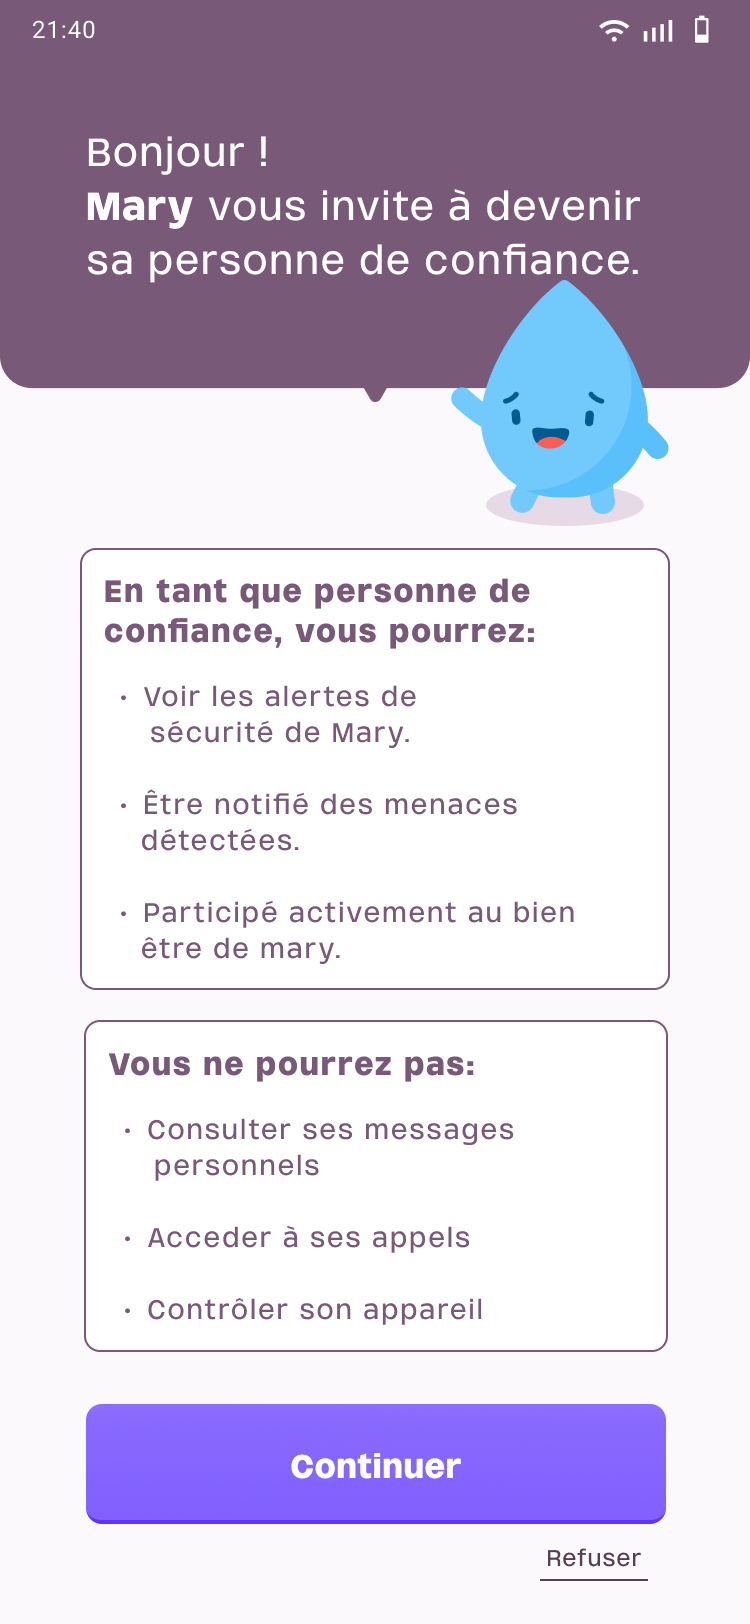 21:40
Bonjour !
Mary vous invite à devenir
sa personne de confiance.
En tant que personne de
confiance, vous pourrez:
· Voir les alertes de
sécurité de Mary.
· Être notifié des menaces
détectées.
· Participé activement au bien
être de mary.
Vous ne pourrez pas:
· Consulter ses messages
personnels
· Acceder à ses appels
· Contrôler son appareil
Continuer
Refuser